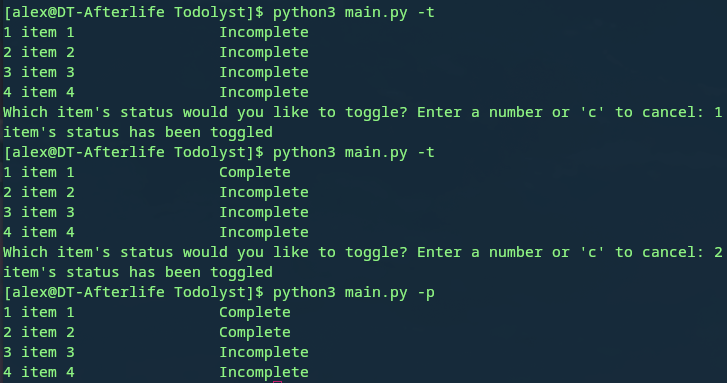 [alex@DT-Afterlife Todolyst]$ python3 main.py -t
1 item 1                Incomplete
2 item 2                Incomplete
3 item 3                Incomplete
4 item 4                Incomplete
Which item's status would you like to toggle? Enter a number or 'c' to cancel: 1
item's status has been toggled
[alex@DT-Afterlife Todolyst]$ python3 main.py -t
1 item 1                Complete
2 item 2                Incomplete
3 item 3                Incomplete
4 item 4                Incomplete
Which item's status would you like to toggle? Enter a number or 'c' to cancel: 2
item's status has been toggled
[alex@DT-Afterlife Todolyst]$ python3 main.py -p
1 item 1                Complete
2 item 2                Complete
3 item 3                Incomplete
4 item 4                Incomplete